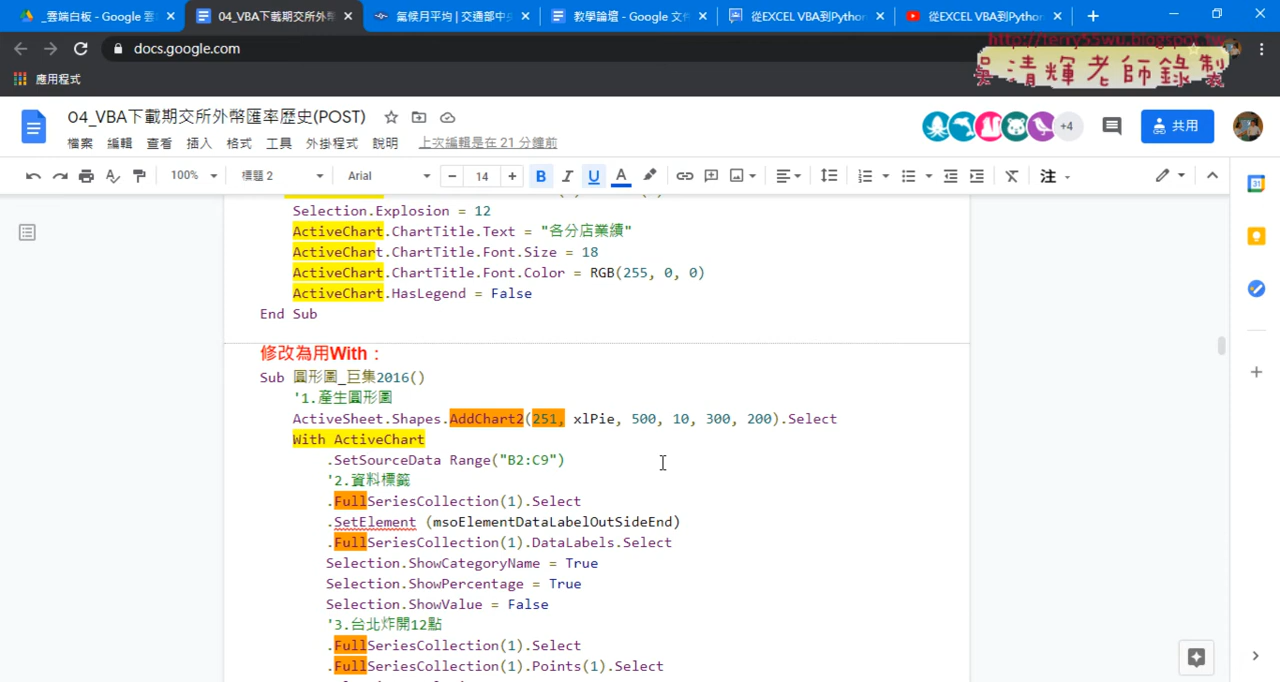 _雲端白板 - Google 雲
04_VBA下載期交所外幣
氣候月平均 | 交通部中央
教學論壇 - Google 文件
從EXCEL VBA到Python
從EXCEL VBA到Python
docs.google.com
http://terry55wu.blogspot.tw
吳清輝老師錄製
應用程式
04_VBA下載期交所外幣匯率歷史(POST)
+4
共用
檔案 編輯 查看 插入 格式 工具 外掛程式 說明 上次編輯是在 21 分鐘前
100% 標題 2 Arial 14 B I U A 注
Selection.Explosion = 12
ActiveChart.ChartTitle.Text = "各分店業績"
ActiveChart.ChartTitle.Font.Size = 18
ActiveChart.ChartTitle.Font.Color = RGB(255, 0, 0)
ActiveChart.HasLegend = False
End Sub
修改為用With：
Sub 圓形圖_巨集2016()
'1.產生圓形圖
ActiveSheet.Shapes.AddChart2(251, xlPie, 500, 10, 300, 200).Select
With ActiveChart
.SetSourceData Range("B2:C9")
'2.資料標籤
.FullSeriesCollection(1).Select
.SetElement (msoElementDataLabelOutSideEnd)
.FullSeriesCollection(1).DataLabels.Select
Selection.ShowCategoryName = True
Selection.ShowPercentage = True
Selection.ShowValue = False
'3.台北炸開12點
.FullSeriesCollection(1).Select
.FullSeriesCollection(1).Points(1).Select